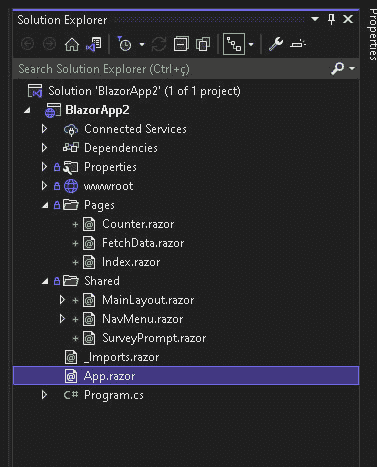 Solution Explorer
Search Solution Explorer (Ctrl+ç)
Solution 'BlazorApp2' (1 of 1 project)
BlazorApp2
Connected Services
Dependencies
Properties
wwwroot
Pages
Counter.razor
FetchData.razor
Index.razor
Shared
MainLayout.razor
NavMenu.razor
SurveyPrompt.razor
_Imports.razor
App.razor
C# Program.cs
Properties